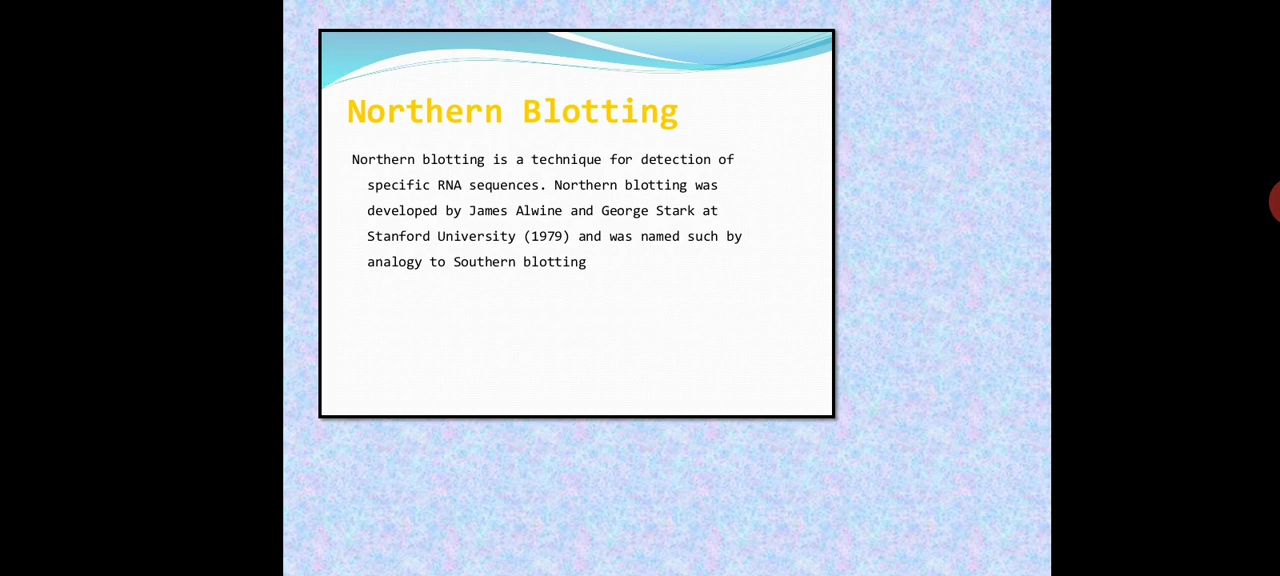 Northern Blotting
Northern blotting is a technique for detection of
specific RNA sequences. Northern blotting was
developed by James Alwine and George Stark at
Stanford University (1979) and was named such by
analogy to Southern blotting